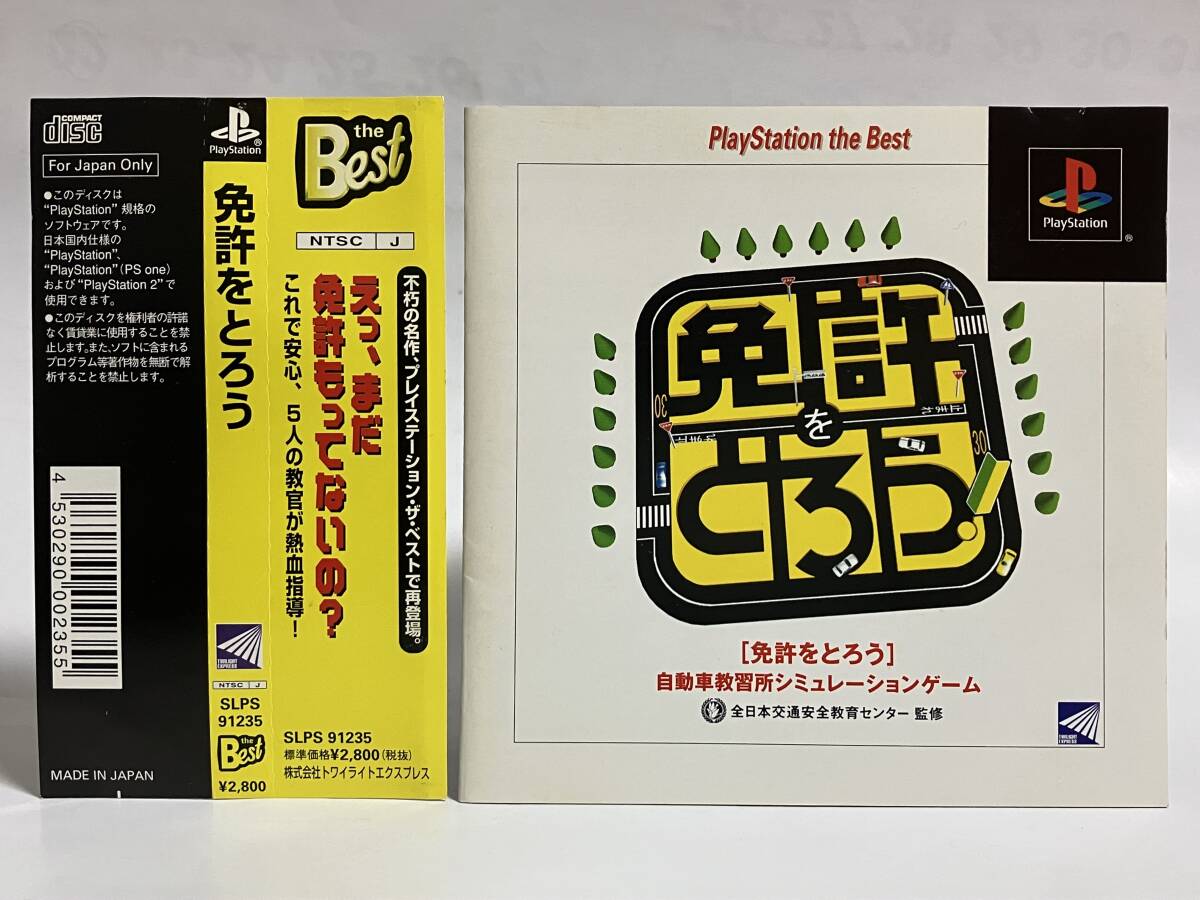 COMPACT
disc
For Japan Only
●このディスクは
“PlayStation” 規格の
ソフトウェアです。
日本国内仕様の
“PlayStation”、
“PlayStation”(PS one)
および“PlayStation 2”で
使用できます。
●このディスクを権利者の許諾
なく賃貸業に使用することを禁
止します。また、ソフトに含まれる
プログラム等著作物を無断で解
析することを禁止します。
4 530290 002355
MADE IN JAPAN
PlayStation
®
免許をとろう
TWILIGHT
EXPRESS
NTSC J
SLPS
91235
the
Best
¥2,800
the
Best
NTSC J
不朽の名作、プレイステーション・ザ・ベストで再登場。
えっ、まだ
免許もってないの?
これで安心、5人の教官が熱血指導!
SLPS 91235
標準価格¥2,800(税抜)
株式会社トワイライトエクスプレス
PlayStation the Best
PlayStation
®
免許
を
とろう
30
30
[免許をとろう]
自動車教習所シミュレーションゲーム
全日本交通安全教育センター 監修
TWILIGHT
EXPRESS